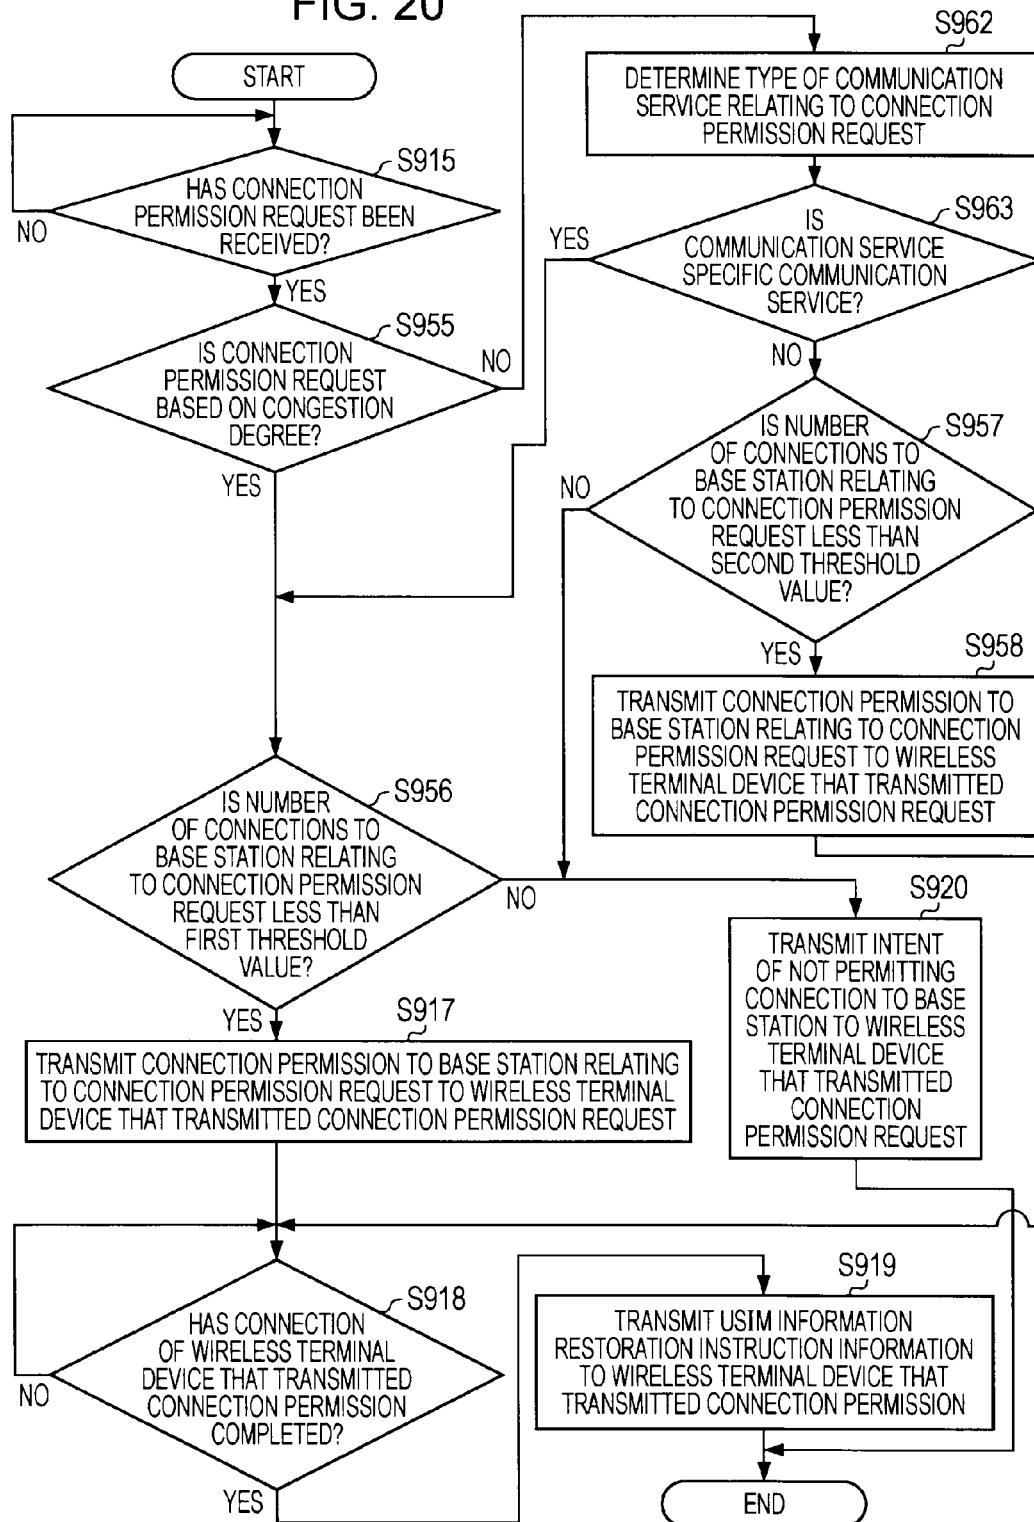 FIG. 20
START
S915
HAS CONNECTION
PERMISSION REQUEST BEEN
RECEIVED?
NO
YES
S955
IS CONNECTION
PERMISSION REQUEST
BASED ON CONGESTION
DEGREE?
NO
YES
S962
DETERMINE TYPE OF COMMUNICATION
SERVICE RELATING TO CONNECTION
PERMISSION REQUEST
S963
IS
COMMUNICATION SERVICE
SPECIFIC COMMUNICATION
SERVICE?
YES
NO
S957
IS NUMBER
OF CONNECTIONS TO
BASE STATION RELATING
TO CONNECTION PERMISSION
REQUEST LESS THAN
SECOND THRESHOLD
VALUE?
NO
YES
S958
TRANSMIT CONNECTION PERMISSION TO
BASE STATION RELATING TO CONNECTION
PERMISSION REQUEST TO WIRELESS
TERMINAL DEVICE THAT TRANSMITTED
CONNECTION PERMISSION REQUEST
S956
IS NUMBER
OF CONNECTIONS TO
BASE STATION RELATING
TO CONNECTION PERMISSION
REQUEST LESS THAN
FIRST THRESHOLD
VALUE?
NO
YES
S920
TRANSMIT INTENT
OF NOT PERMITTING
CONNECTION TO BASE
STATION TO WIRELESS
TERMINAL DEVICE
THAT TRANSMITTED
CONNECTION
PERMISSION REQUEST
S917
TRANSMIT CONNECTION PERMISSION TO BASE STATION RELATING
TO CONNECTION PERMISSION REQUEST TO WIRELESS TERMINAL
DEVICE THAT TRANSMITTED CONNECTION PERMISSION REQUEST
S918
HAS CONNECTION
OF WIRELESS TERMINAL
DEVICE THAT TRANSMITTED
CONNECTION PERMISSION
COMPLETED?
NO
YES
S919
TRANSMIT USIM INFORMATION
RESTORATION INSTRUCTION INFORMATION
TO WIRELESS TERMINAL DEVICE THAT
TRANSMITTED CONNECTION PERMISSION
END